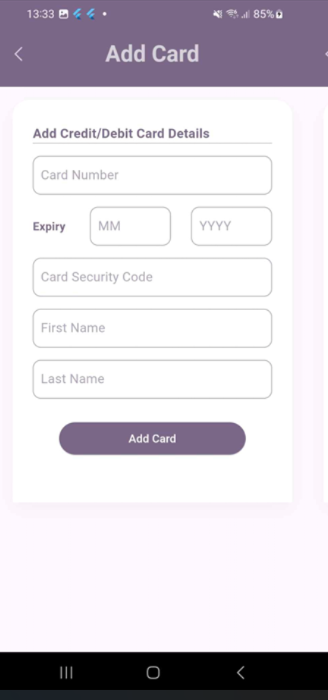 13:33
85%
Add Card
Add Credit/Debit Card Details
Card Number
Expiry
MM
YYYY
Card Security Code
First Name
Last Name
Add Card